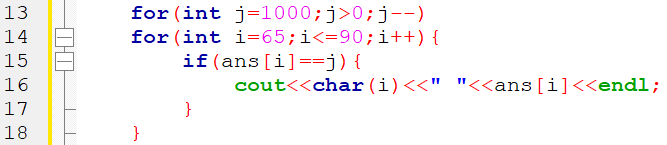 13 for(int j=1000;j>0;j--)
14 for(int i=65;i<=90;i++){
15 if(ans[i]==j){
16 cout<<char(i)<<" "<<ans[i]<<endl;
17 }
18 }